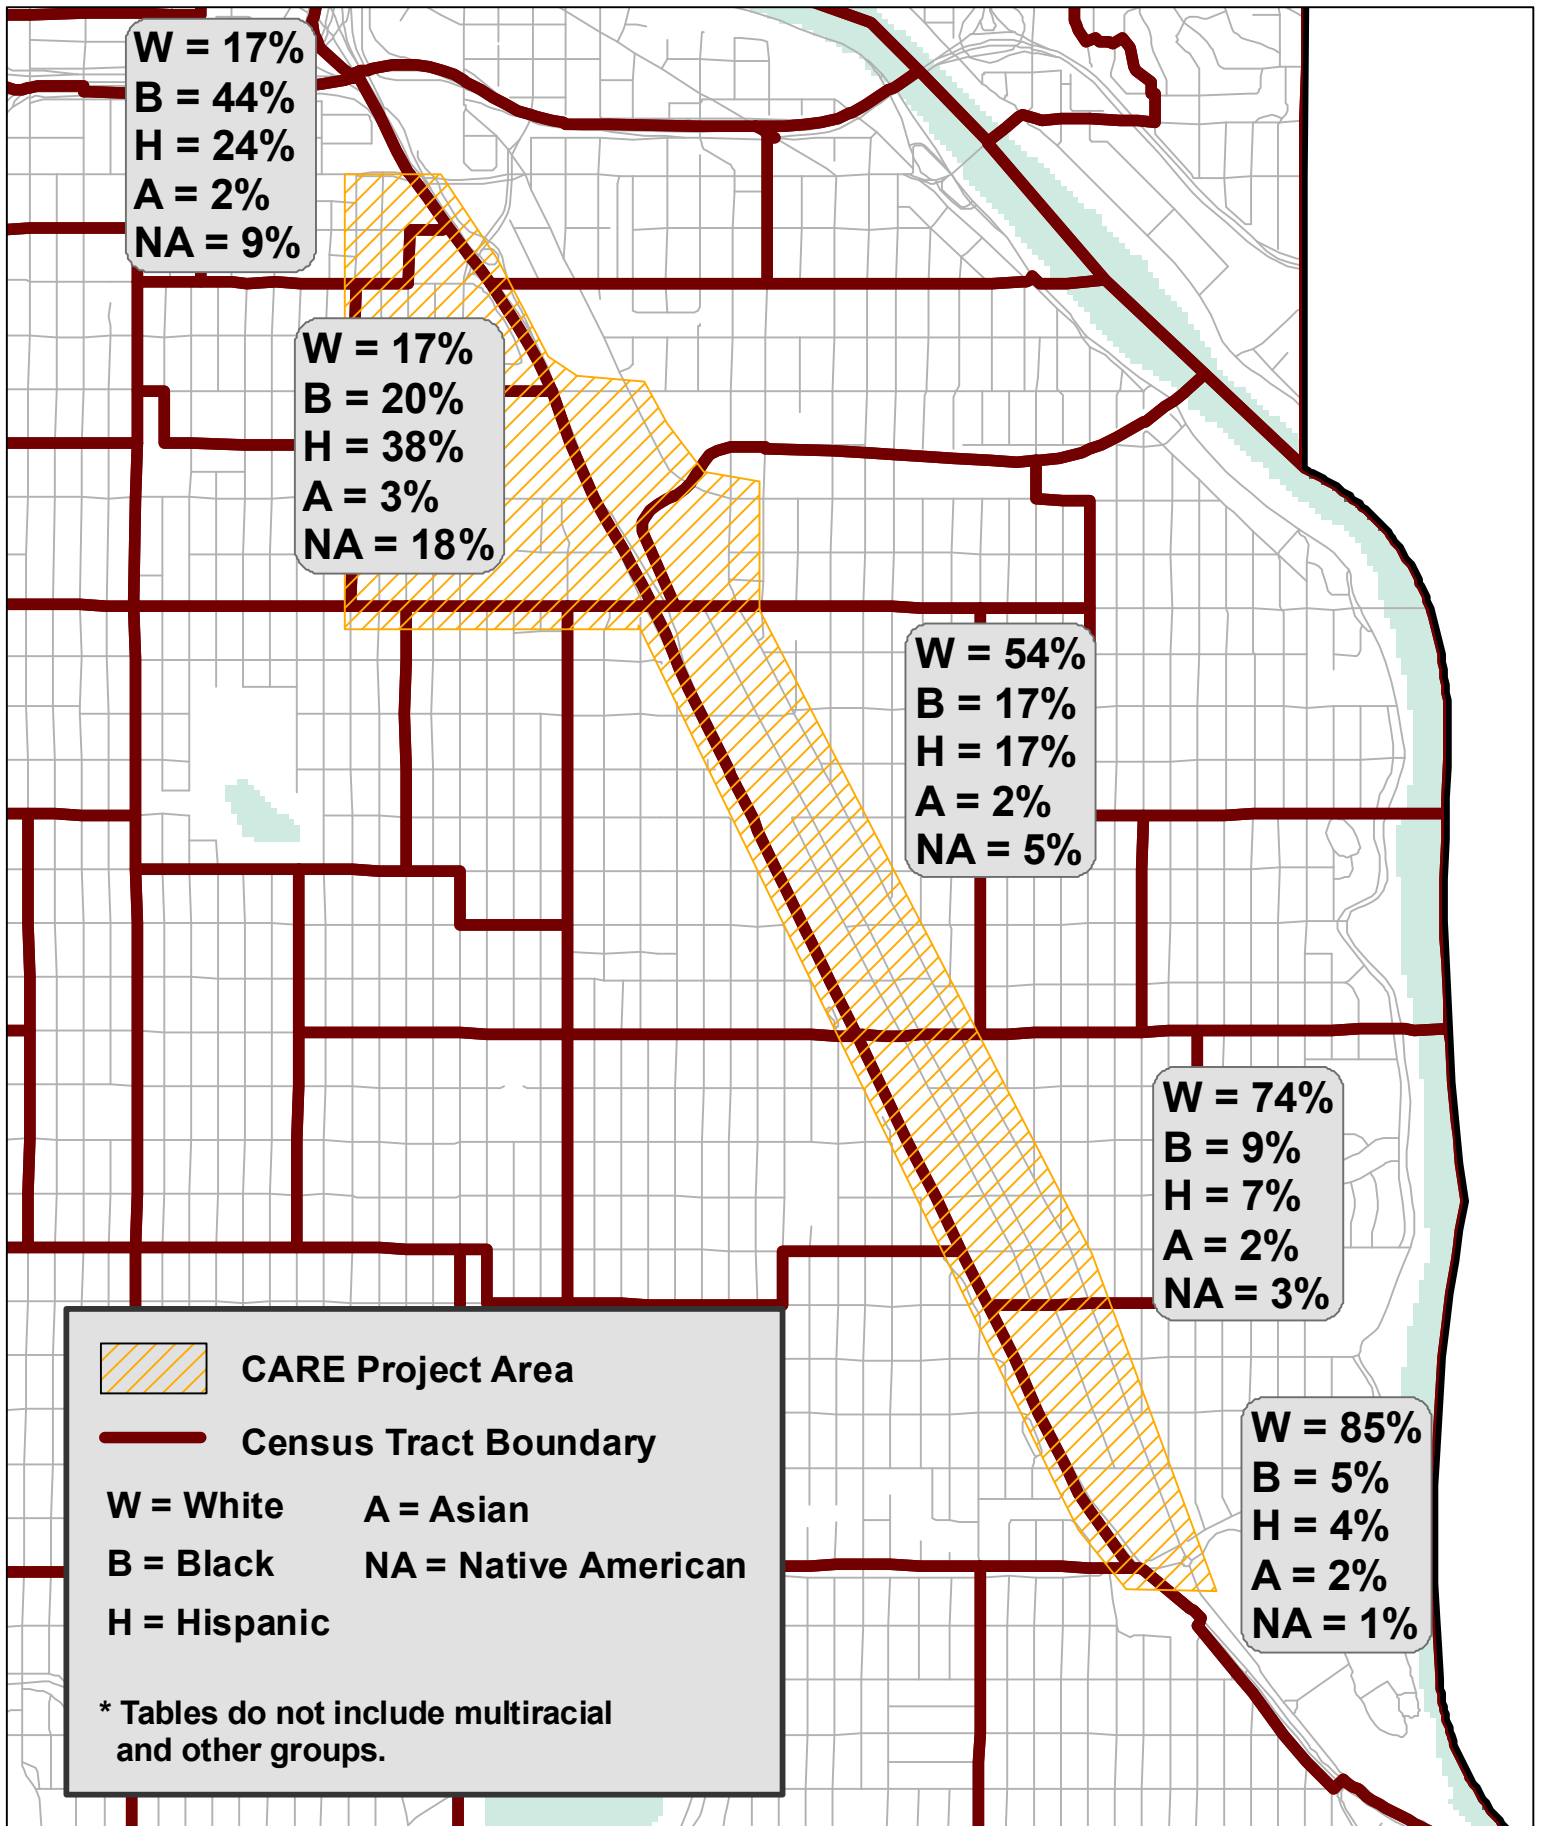 W = 17%
B = 44%
H = 24%
A = 2%
NA = 9%
W = 17%
B = 20%
H = 38%
A = 3%
NA = 18%
W = 54%
B = 17%
H = 17%
A = 2%
NA = 5%
W = 74%
B = 9%
H = 7%
A = 2%
NA = 3%
W = 85%
B = 5%
H = 4%
A = 2%
NA = 1%
CARE Project Area
Census Tract Boundary
W = White
A = Asian
B = Black
NA = Native American
H = Hispanic
* Tables do not include multiracial
and other groups.